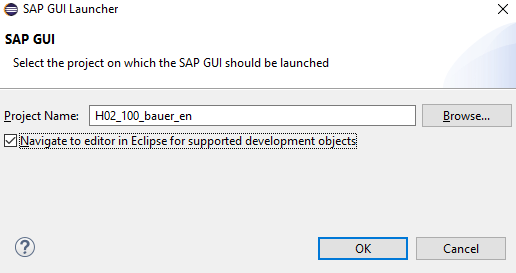 SAP GUI Launcher
SAP GUI
Select the project on which the SAP GUI should be launched
Project Name: H02_100_bauer_en Browse...
Navigate to editor in Eclipse for supported development objects
? OK Cancel